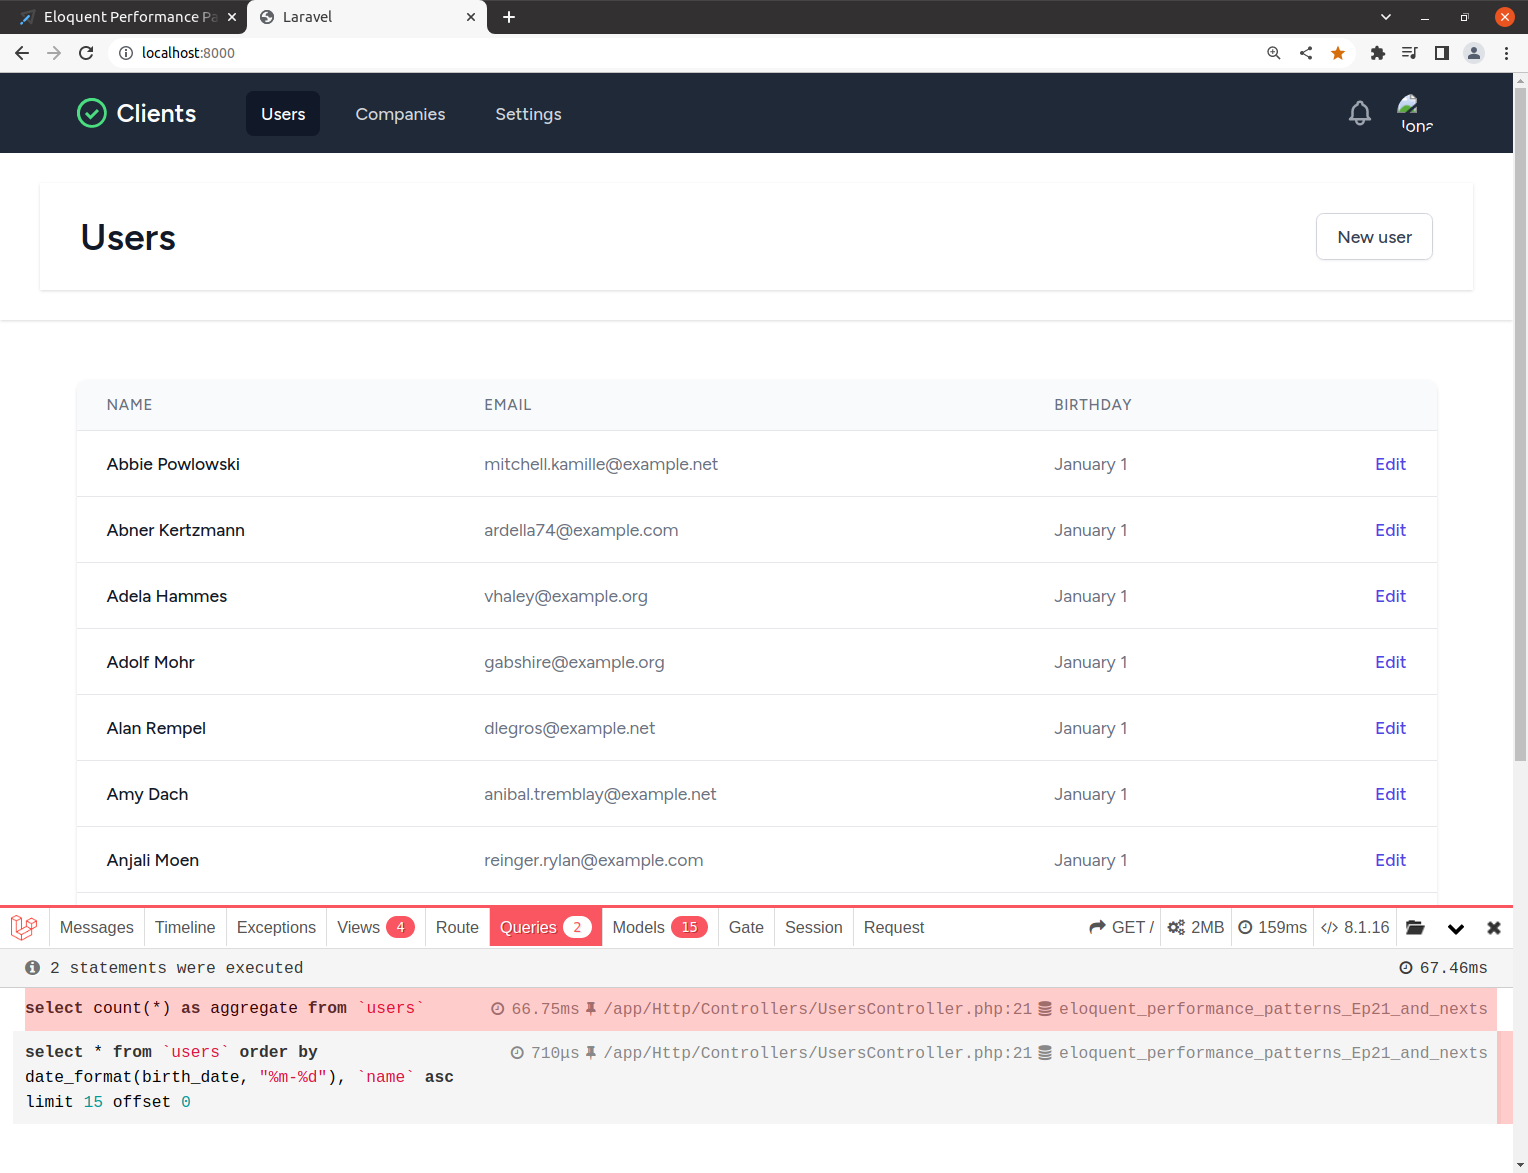 Eloquent Performance Pa
Laravel
localhost:8000
Clients
Users
Companies
Settings
Jona
Users
New user
NAME EMAIL BIRTHDAY
Abbie Powlowski mitchell.kamille@example.net January 1 Edit
Abner Kertzmann ardella74@example.com January 1 Edit
Adela Hammes vhaley@example.org January 1 Edit
Adolf Mohr gabshire@example.org January 1 Edit
Alan Rempel dlegros@example.net January 1 Edit
Amy Dach anibal.tremblay@example.net January 1 Edit
Anjali Moen reinger.rylan@example.com January 1 Edit
Messages Timeline Exceptions Views 4 Route Queries 2 Models 15 Gate Session Request GET / 2MB 159ms </> 8.1.16
2 statements were executed 67.46ms
select count(*) as aggregate from `users` 66.75ms /app/Http/Controllers/UsersController.php:21 eloquent_performance_patterns_Ep21_and_nexts
select * from `users` order by 710μs /app/Http/Controllers/UsersController.php:21 eloquent_performance_patterns_Ep21_and_nexts
date_format(birth_date, "%m-%d"), `name` asc
limit 15 offset 0